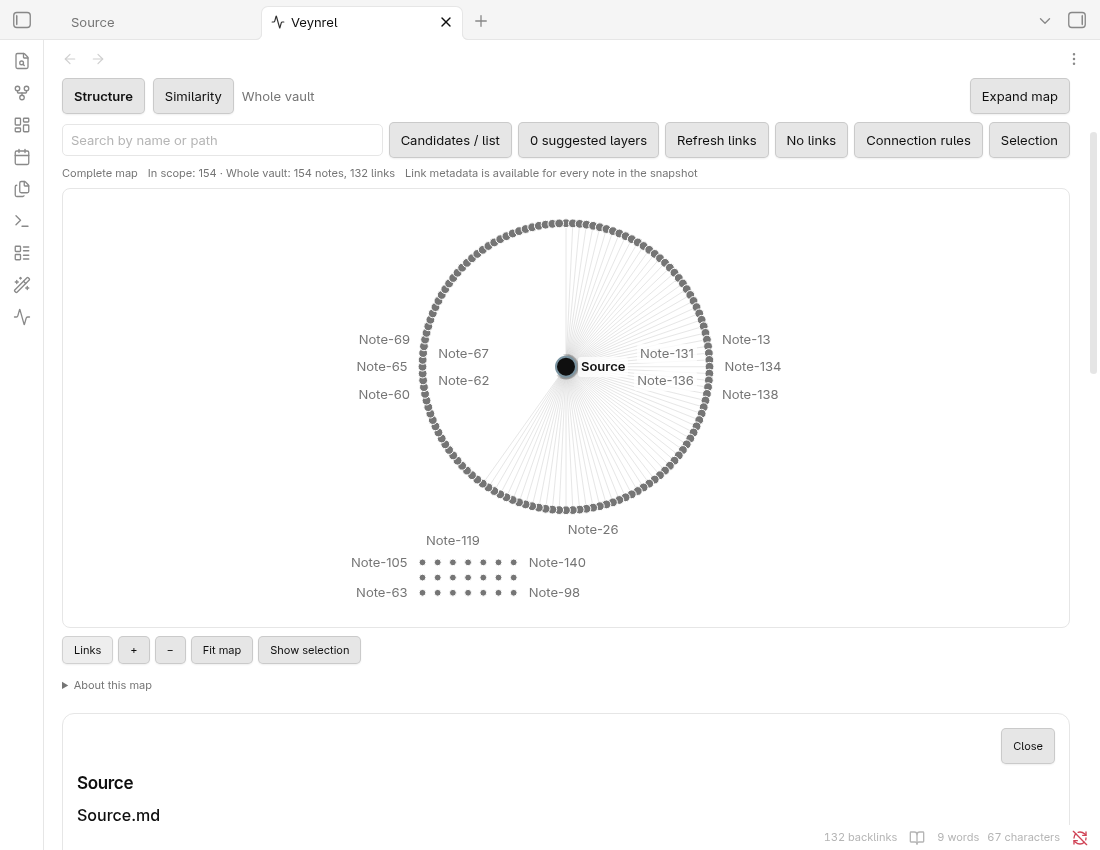 Source
Veynrel
Structure
Similarity
Whole vault
Expand map
Search by name or path
Candidates / list
0 suggested layers
Refresh links
No links
Connection rules
Selection
Complete map In scope: 154 · Whole vault: 154 notes, 132 links Link metadata is available for every note in the snapshot
Note-69
Note-13
Note-67
Note-131
Note-65
Source
Note-134
Note-62
Note-136
Note-60
Note-138
Note-26
Note-119
Note-105
Note-140
Note-63
Note-98
Links
+
−
Fit map
Show selection
About this map
Close
Source
Source.md
132 backlinks
9 words
67 characters